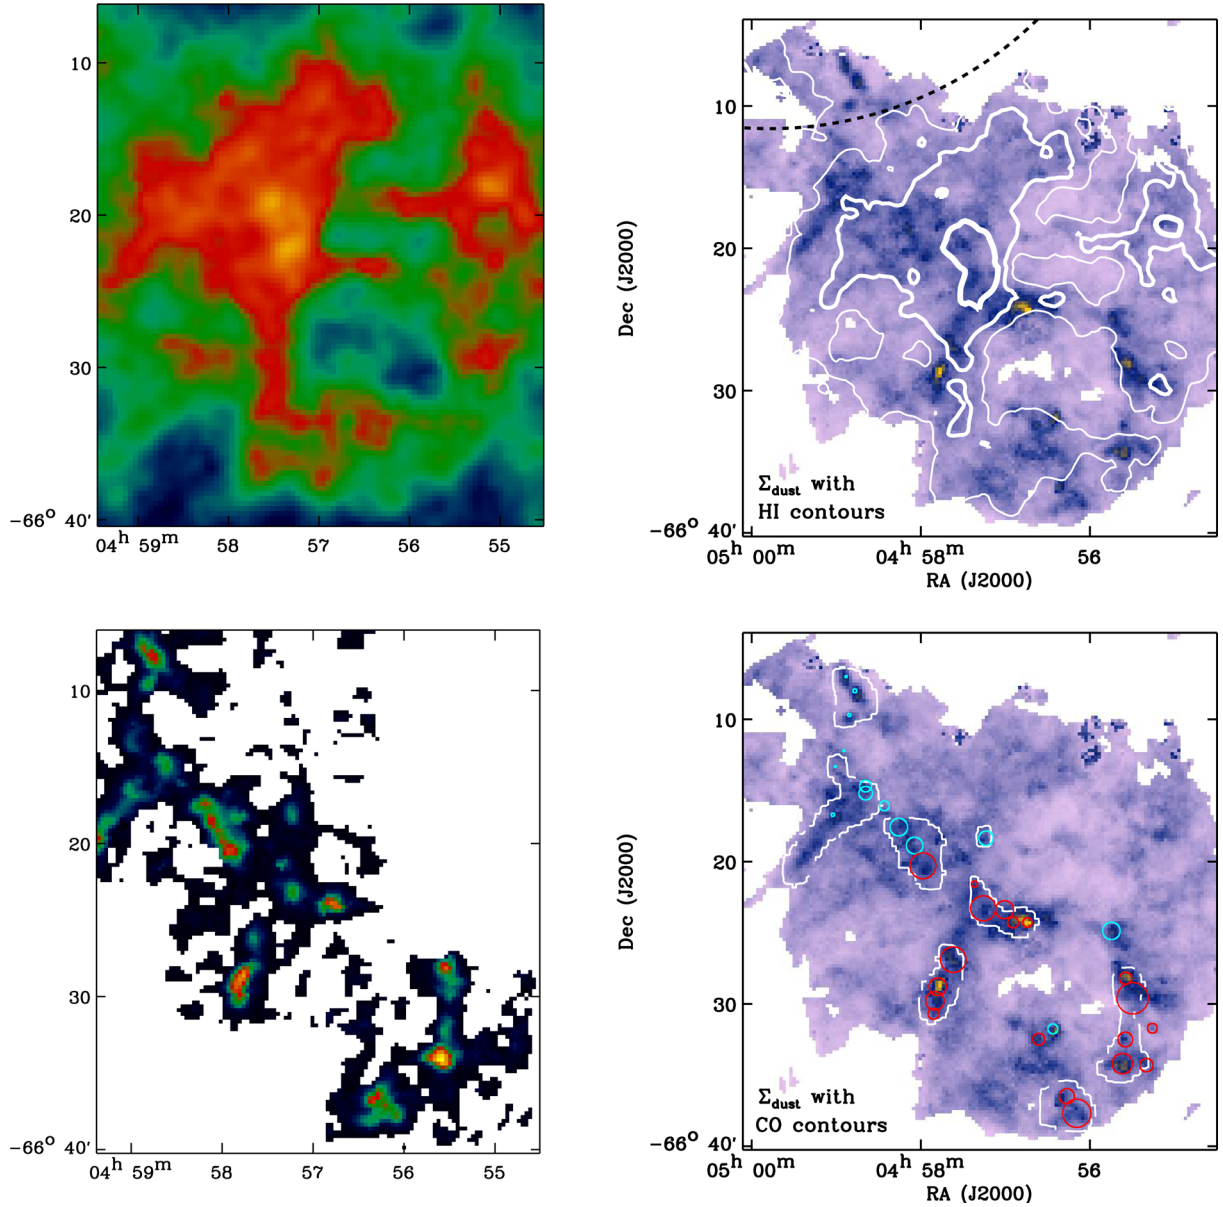 10
20
30
−66° 40′
04h 59m 58 57 56 55
Dec (J2000)
10
20
30
−66° 40′
Σdust with
HI contours
05h 00m 04h 58m 56
RA (J2000)
10
20
30
−66° 40′
04h 59m 58 57 56 55
Dec (J2000)
10
20
30
−66° 40′
Σdust with
CO contours
05h 00m 04h 58m 56
RA (J2000)